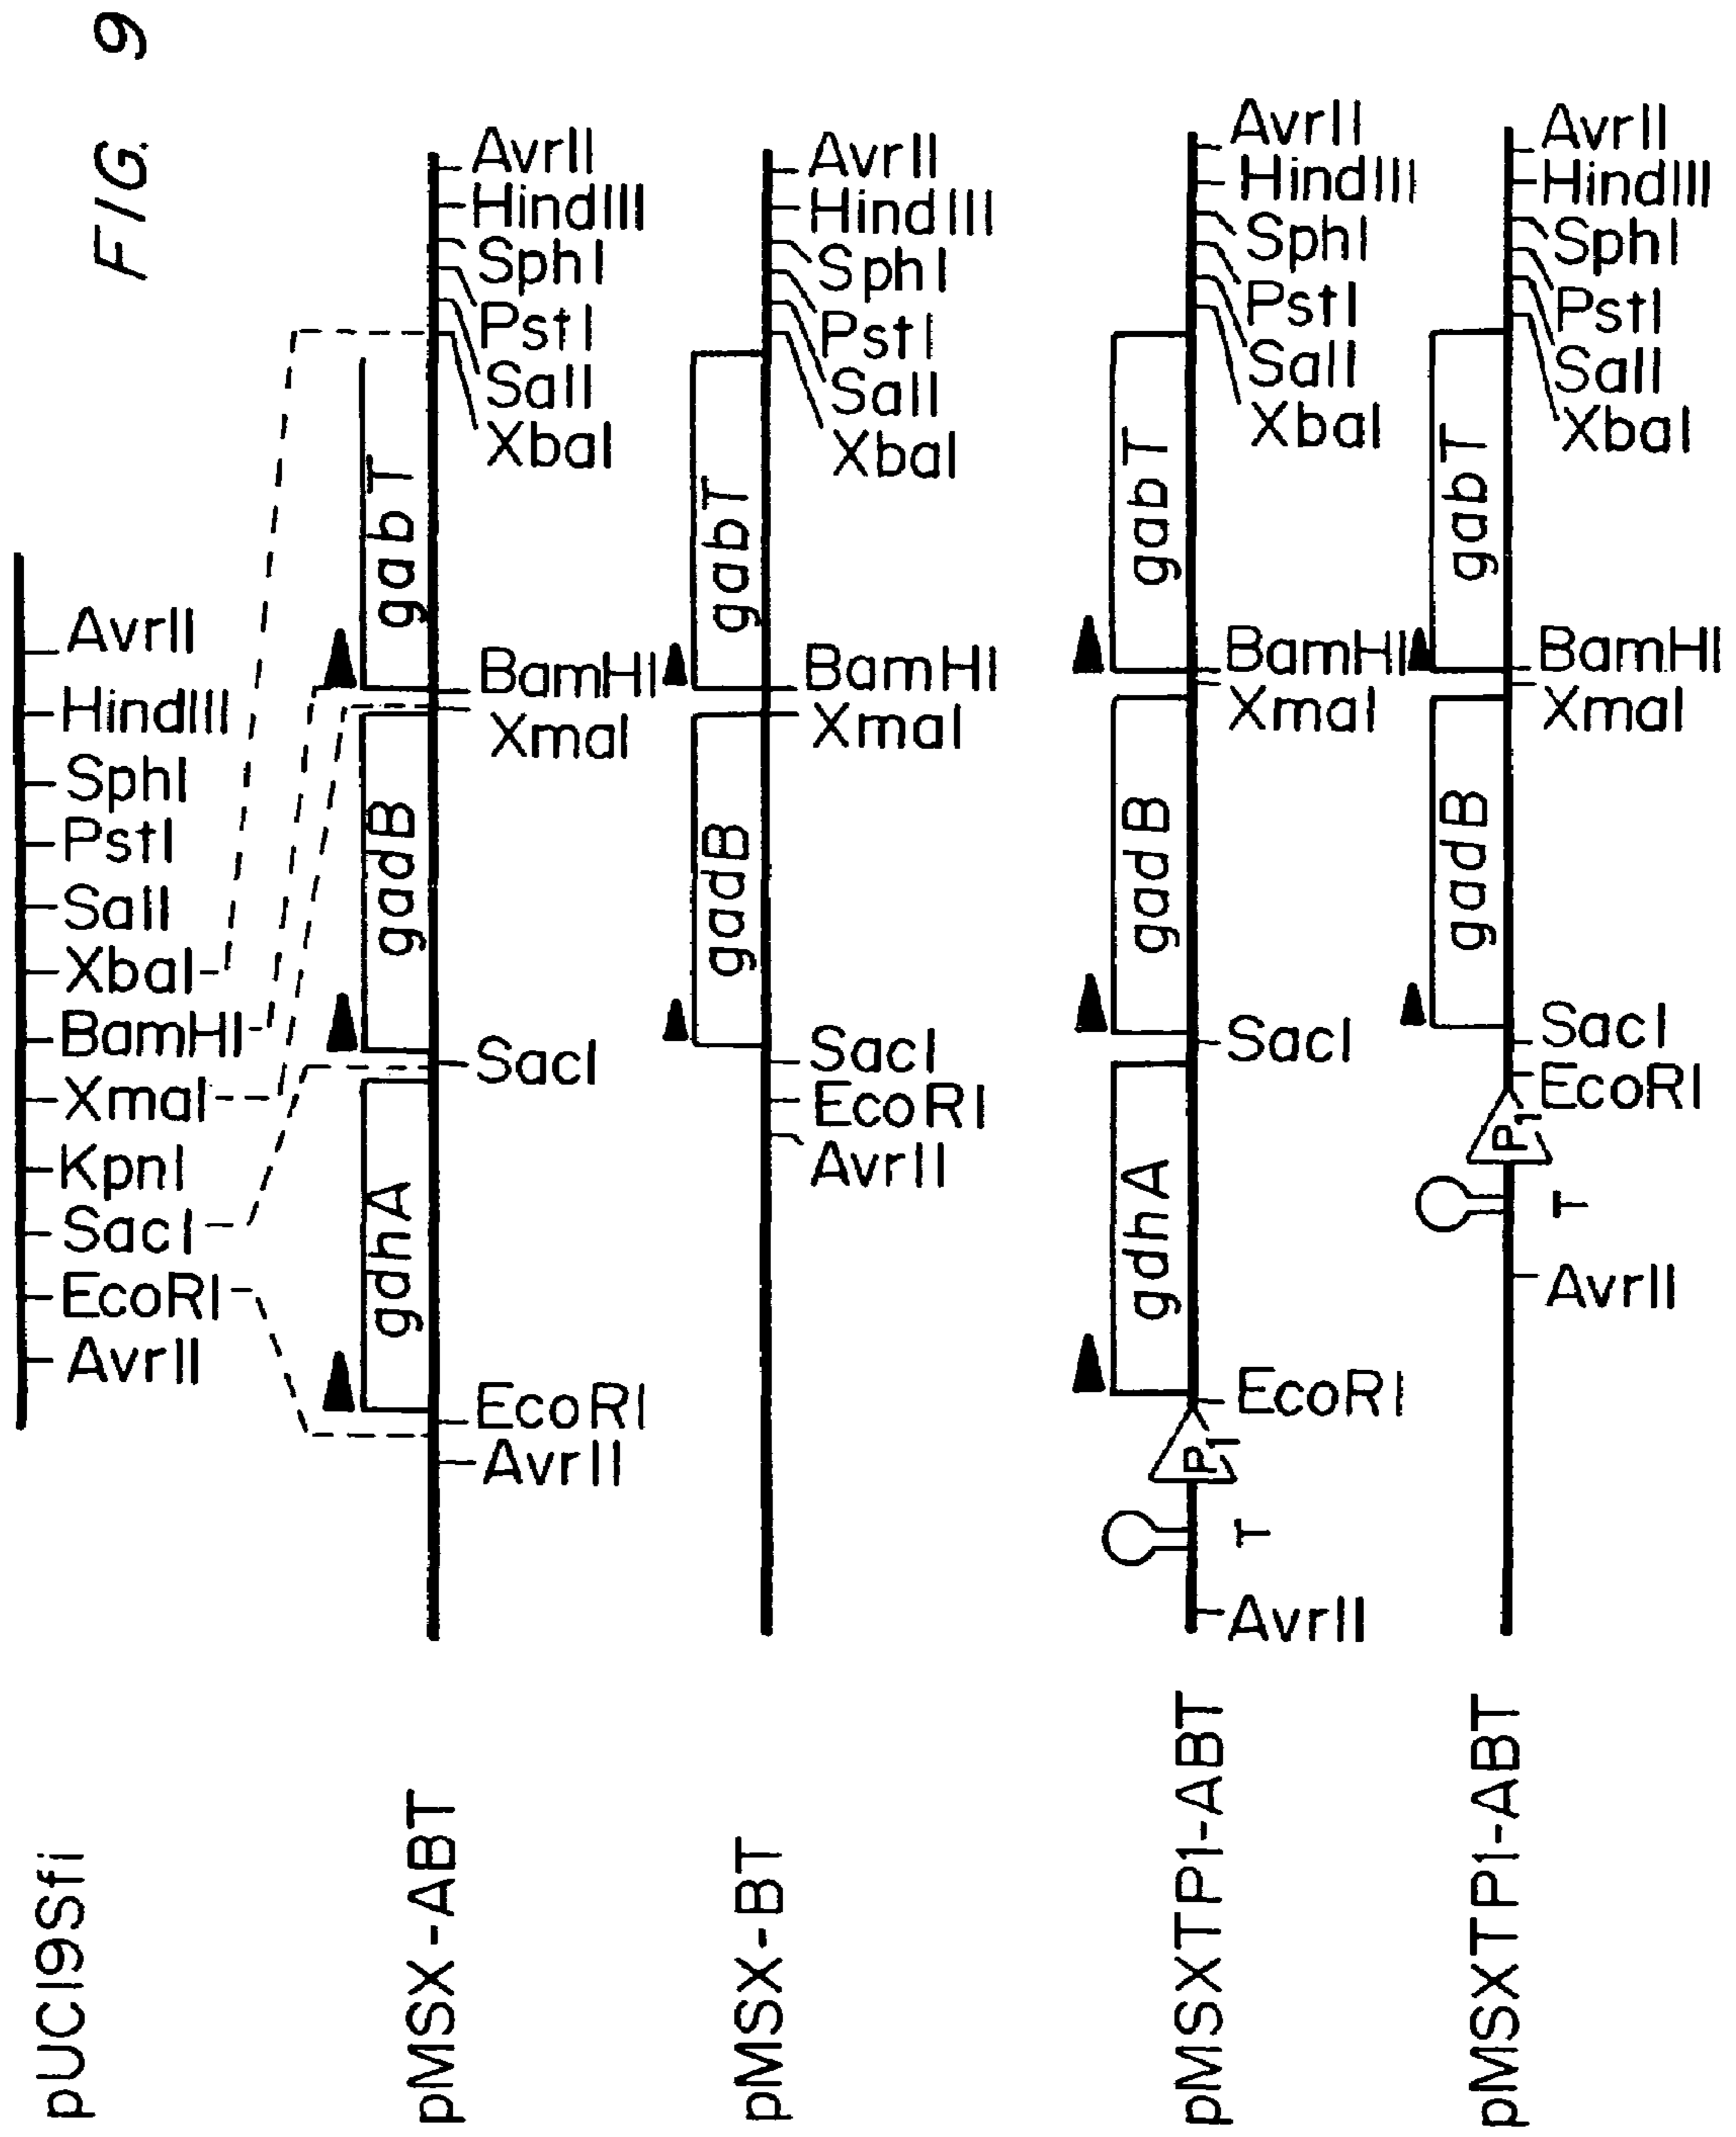 FIG. 9
pUC19Sfi
AvrII
EcoRI
SacI
KpnI
XmaI
BamHI
XbaI
SalI
PstI
SphI
HindIII
AvrII
pMSX-ABT
gdhA
gadB
gabT
AvrII
EcoRI
SacI
XmaI
BamHI
XbaI
SalI
PstI
SphI
HindIII
AvrII
pMSX-BT
gadB
gabT
AvrII
EcoRI
SacI
XmaI
BamHI
XbaI
SalI
PstI
SphI
HindIII
AvrII
pMSXTP1-ABT
gdhA
gadB
gabT
AvrII
T
P1
EcoRI
SacI
XmaI
BamHI
XbaI
SalI
PstI
SphI
HindIII
AvrII
pMSXTP1-ABT
gadB
gabT
AvrII
T
P1
EcoRI
SacI
XmaI
BamHI
XbaI
SalI
PstI
SphI
HindIII
AvrII